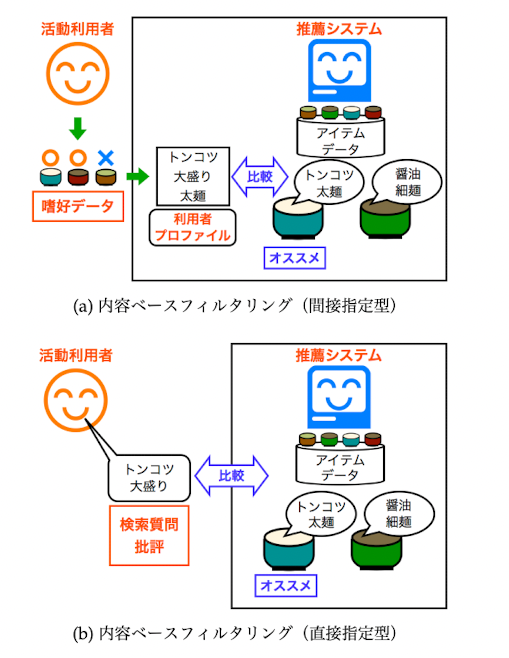 活動利用者
推薦システム
アイテム
データ
トンコツ
大盛り
太麺
比較
トンコツ
太麺
醤油
細麺
嗜好データ
利用者
プロファイル
オススメ
(a) 内容ベースフィルタリング（間接指定型）
活動利用者
推薦システム
アイテム
データ
トンコツ
大盛り
比較
トンコツ
太麺
醤油
細麺
検索質問
批評
オススメ
(b) 内容ベースフィルタリング（直接指定型）